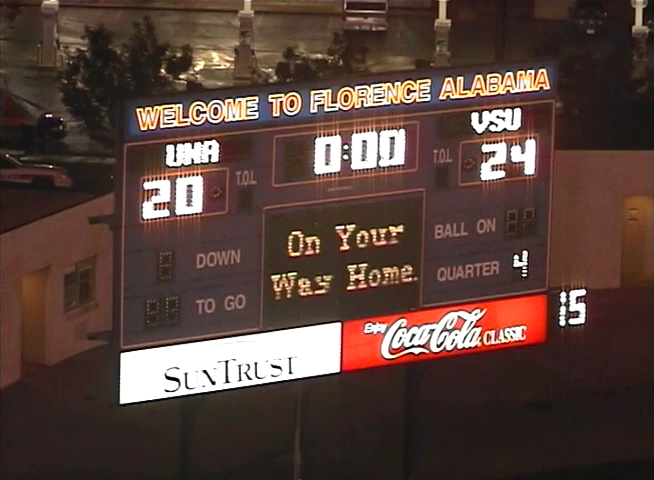 WELCOME TO FLORENCE ALABAMA
UNA 0:00 VSU
20 T.O.L T.O.L 24
On Your
Way Home
DOWN BALL ON
TO GO QUARTER 4
15
SUNTRUST
Enjoy Coca-Cola CLASSIC